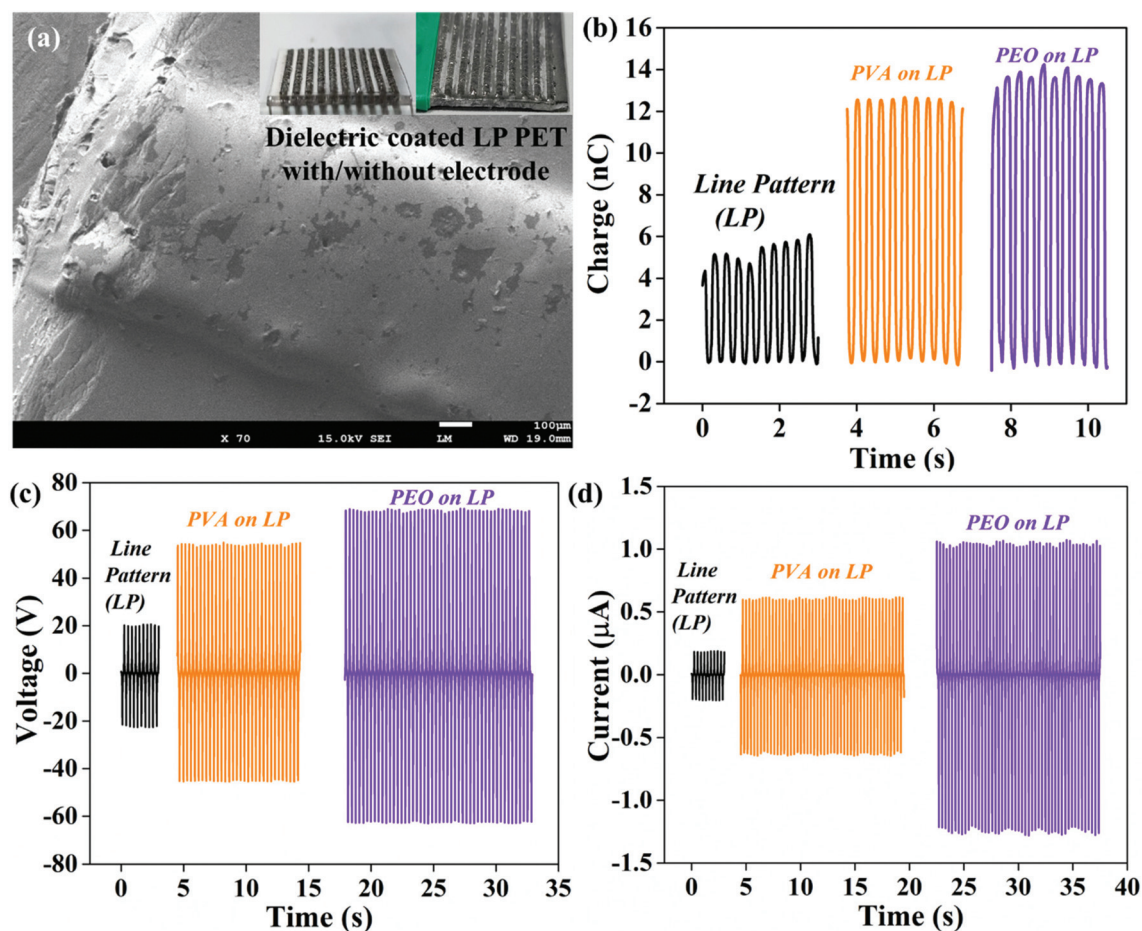 (a)
Dielectric coated LP PET
with/without electrode
X 70
15.0kV SEI
LM
100µm
WD 19.0mm
(b)
16
14
12
10
8
6
4
2
0
-2
Charge (nC)
Line Pattern
(LP)
PVA on LP
PEO on LP
0
2
4
6
8
10
Time (s)
(c)
80
60
40
20
0
-20
-40
-60
-80
Voltage (V)
Line
Pattern
(LP)
PVA on LP
PEO on LP
0
5
10
15
20
25
30
35
Time (s)
(d)
1.5
1.0
0.5
0.0
-0.5
-1.0
-1.5
Current (µA)
Line
Pattern
(LP)
PVA on LP
PEO on LP
0
5
10
15
20
25
30
35
40
Time (s)